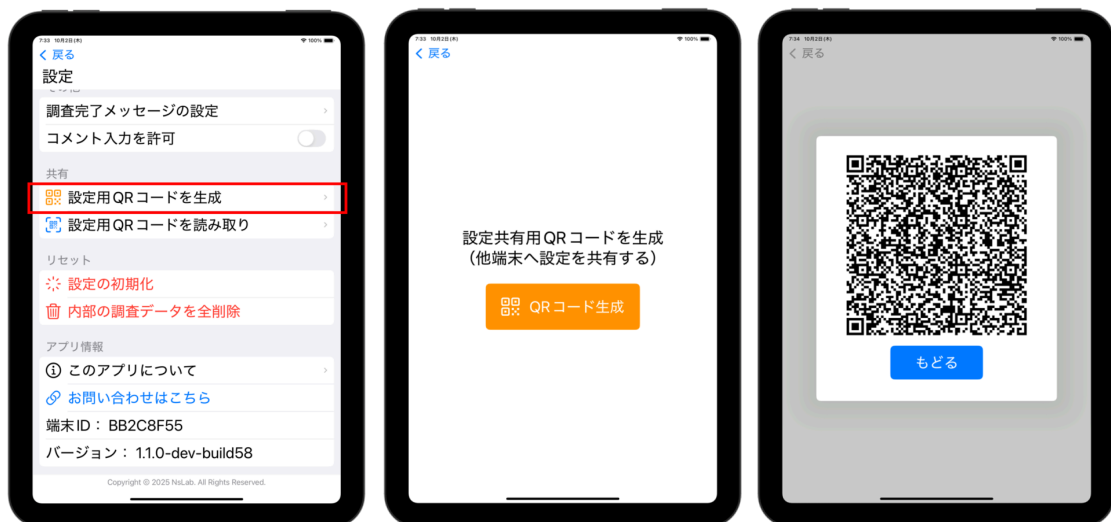 7:33 10月2日(木)
100%
戻る
設定
その他
調査完了メッセージの設定
コメント入力を許可
共有
設定用QRコードを生成
設定用QRコードを読み取り
リセット
設定の初期化
内部の調査データを全削除
アプリ情報
このアプリについて
お問い合わせはこちら
端末ID： BB2C8F55
バージョン： 1.1.0-dev-build58
Copyright © 2025 NsLab. All Rights Reserved.
7:33 10月2日(木)
100%
戻る
設定共有用QRコードを生成
（他端末へ設定を共有する）
QRコード生成
7:34 10月2日(木)
100%
戻る
もどる